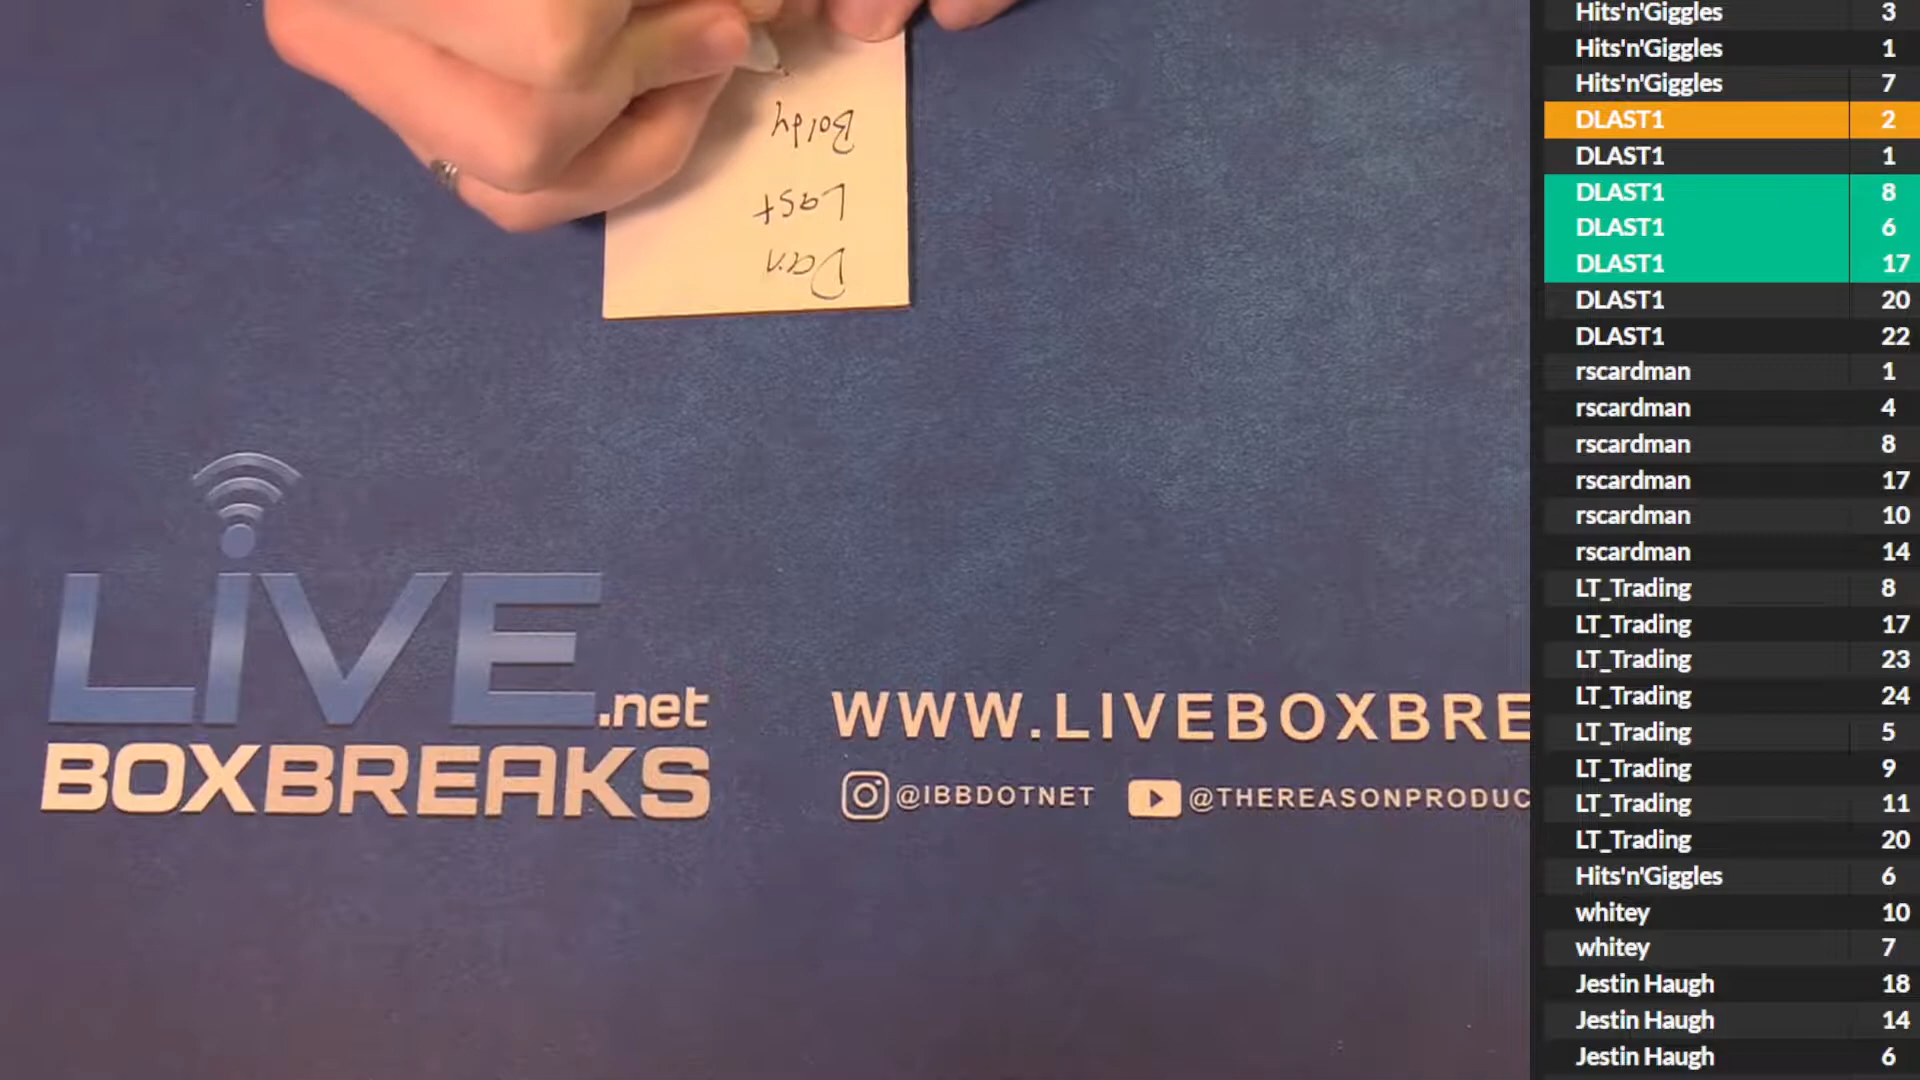 Boldy
Last
Dan
LIVE.net
BOXBREAKS
WWW.LIVEBOXBRE
@IBBDOTNET
@THEREASONPRODUC
Hits'n'Giggles 3
Hits'n'Giggles 1
Hits'n'Giggles 7
DLAST1 2
DLAST1 1
DLAST1 8
DLAST1 6
DLAST1 17
DLAST1 20
DLAST1 22
rscardman 1
rscardman 4
rscardman 8
rscardman 17
rscardman 10
rscardman 14
LT_Trading 8
LT_Trading 17
LT_Trading 23
LT_Trading 24
LT_Trading 5
LT_Trading 9
LT_Trading 11
LT_Trading 20
Hits'n'Giggles 6
whitey 10
whitey 7
Jestin Haugh 18
Jestin Haugh 14
Jestin Haugh 6